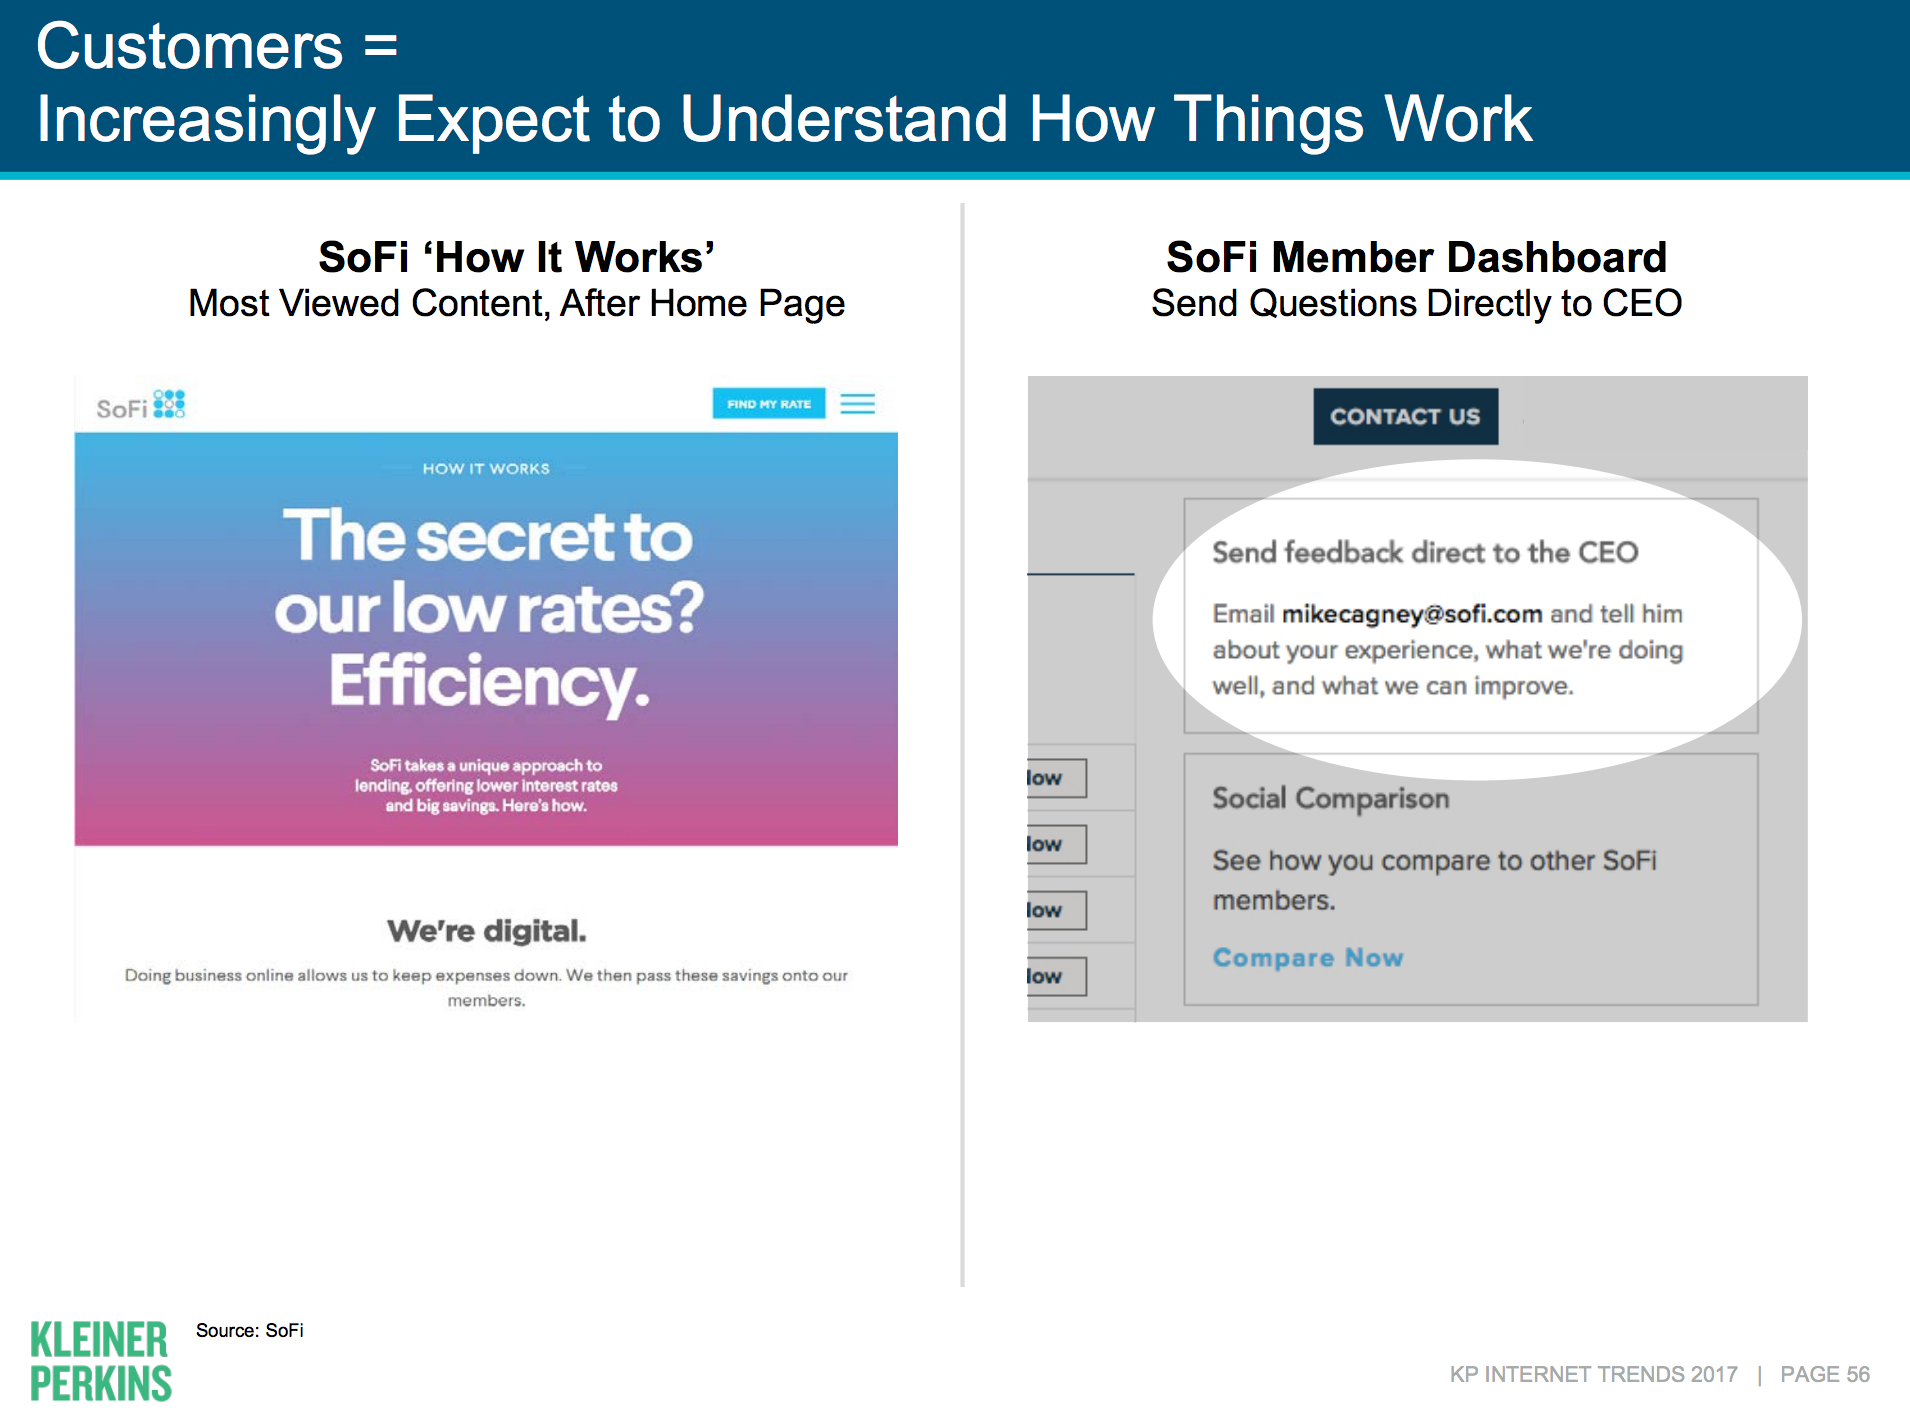 Customers =
Increasingly Expect to Understand How Things Work
SoFi ‘How It Works’
Most Viewed Content, After Home Page
SoFi
FIND MY RATE
HOW IT WORKS
The secret to
our low rates?
Efficiency.
SoFi takes a unique approach to
lending, offering lower interest rates
and big savings. Here's how.
We're digital.
Doing business online allows us to keep expenses down. We then pass these savings onto our
members.
SoFi Member Dashboard
Send Questions Directly to CEO
CONTACT US
Send feedback direct to the CEO
Email mikecagney@sofi.com and tell him
about your experience, what we're doing
well, and what we can improve.
Social Comparison
See how you compare to other SoFi
members.
Compare Now
KLEINER
PERKINS
Source: SoFi
KP INTERNET TRENDS 2017 | PAGE 56